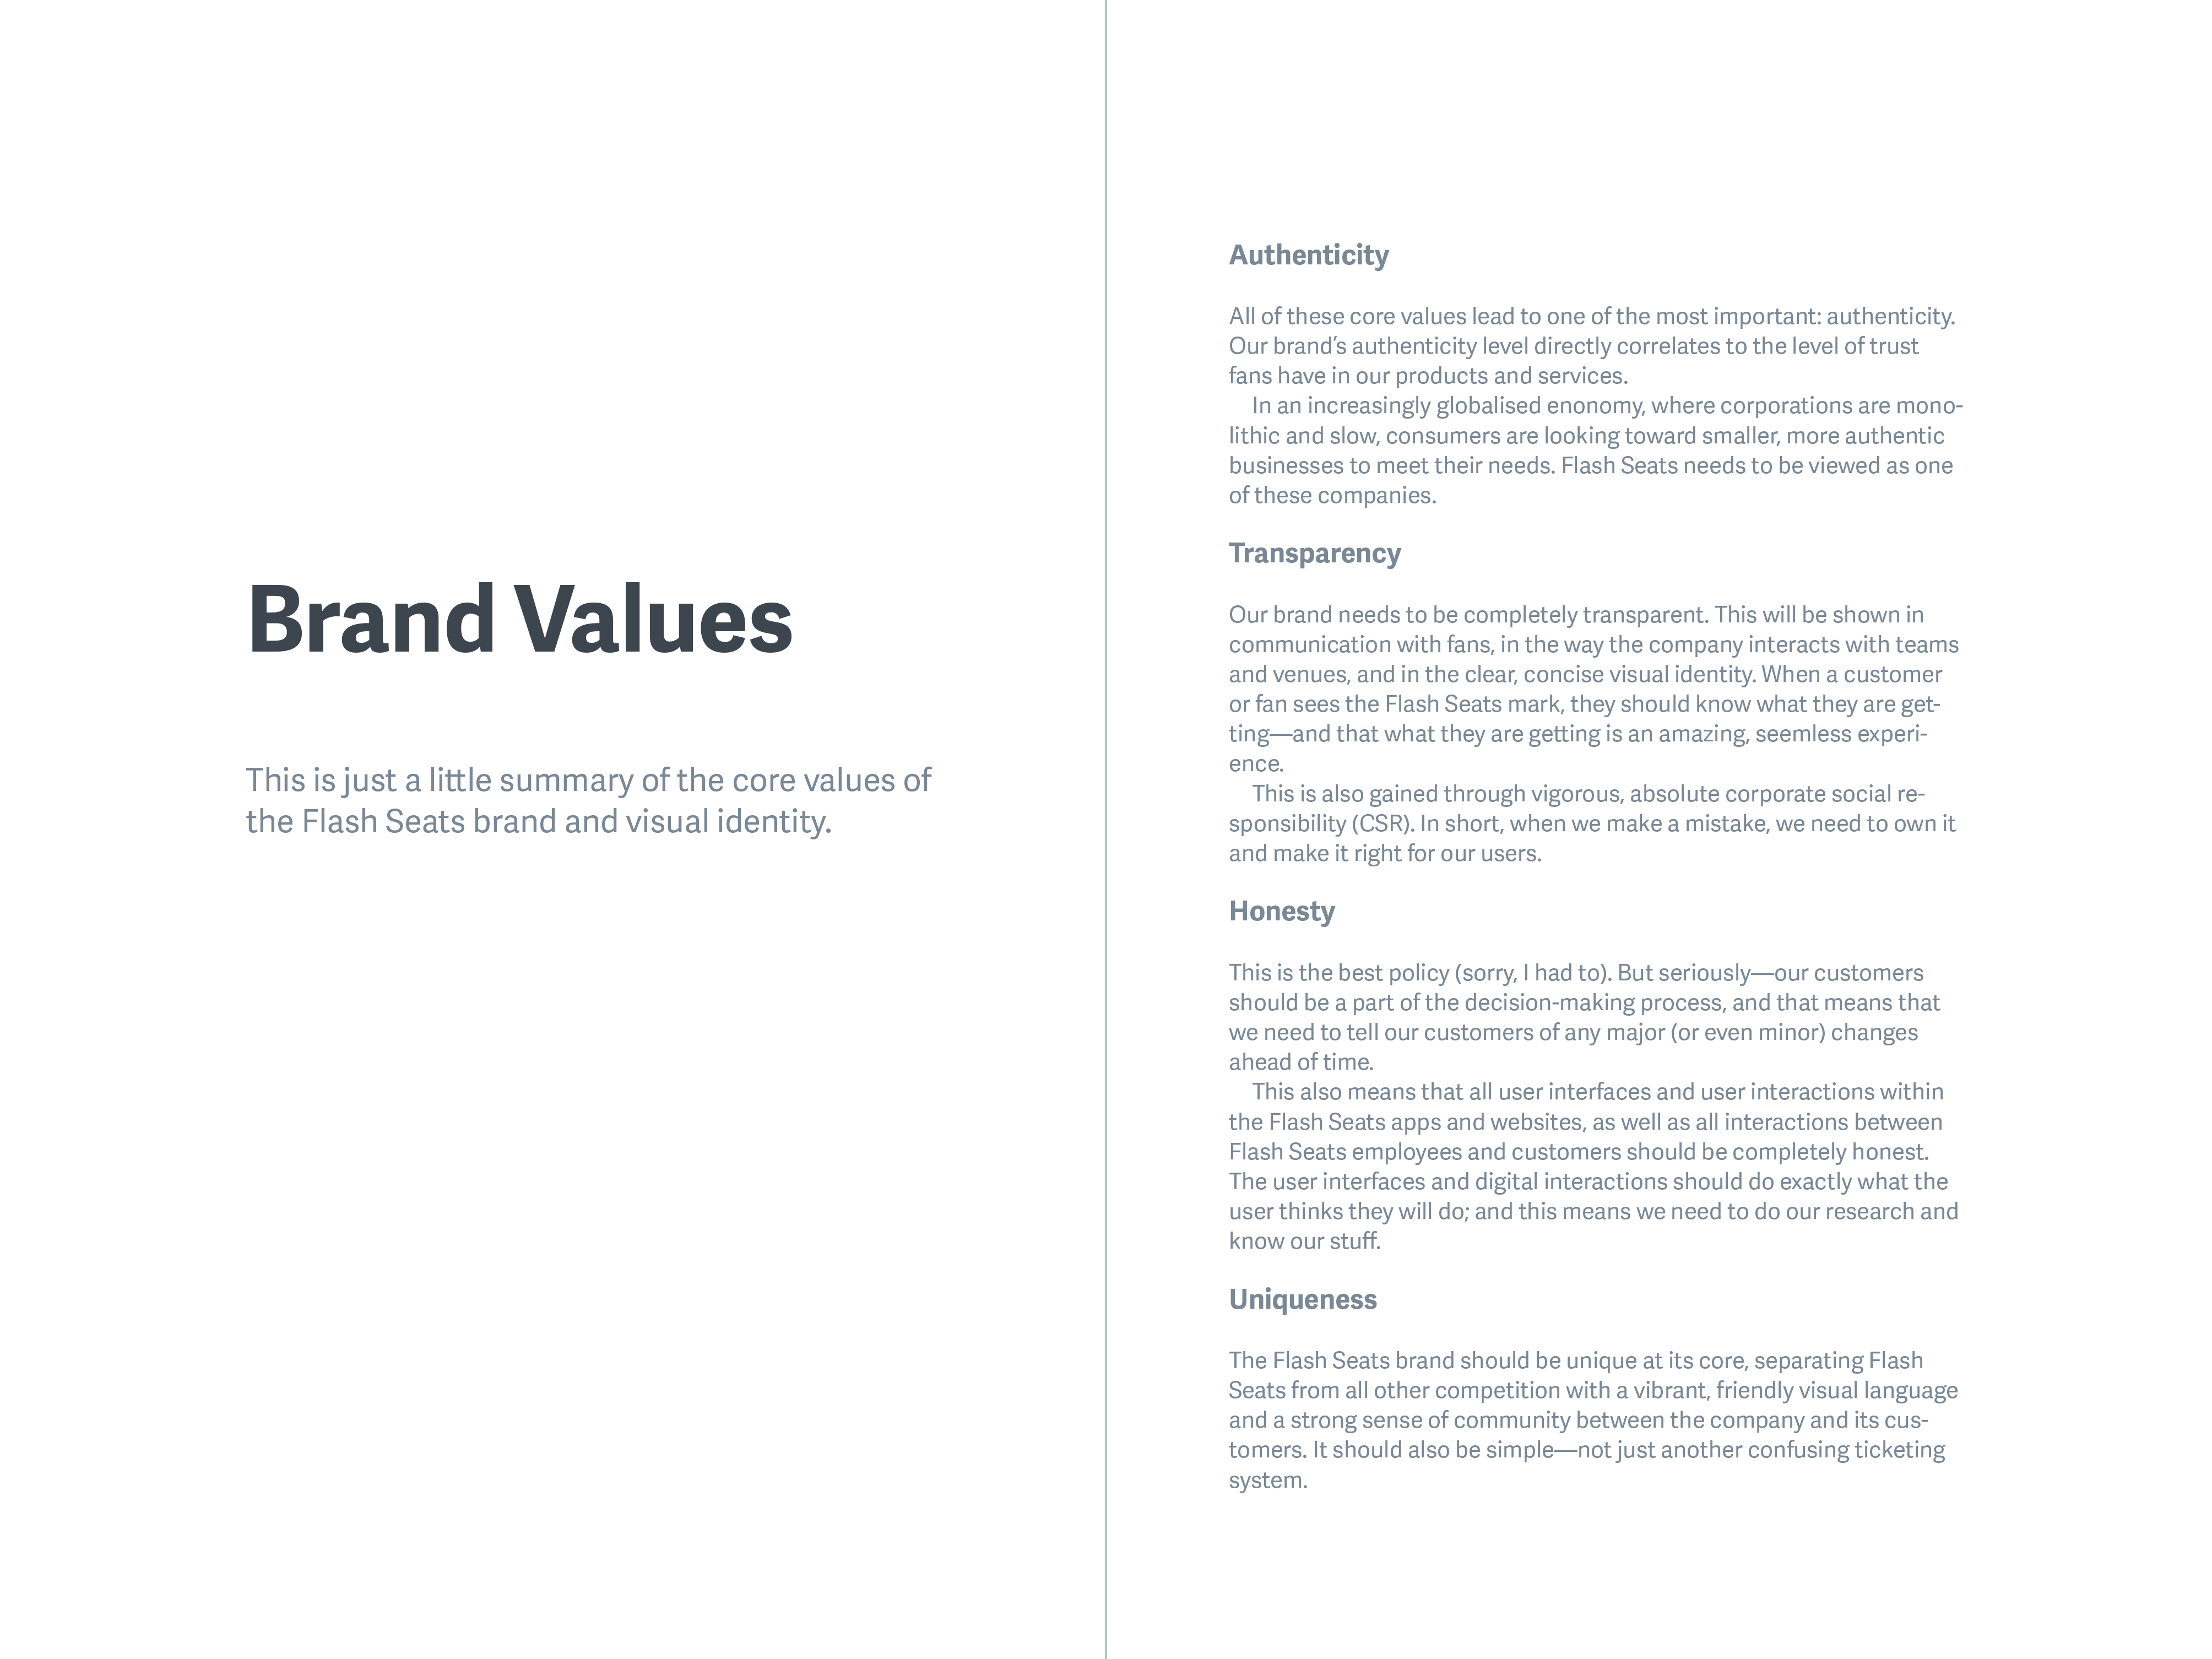 Brand Values
This is just a little summary of the core values of
the Flash Seats brand and visual identity.
Authenticity
All of these core values lead to one of the most important: authenticity.
Our brand’s authenticity level directly correlates to the level of trust
fans have in our products and services.
In an increasingly globalised enonomy, where corporations are mono-
lithic and slow, consumers are looking toward smaller, more authentic
businesses to meet their needs. Flash Seats needs to be viewed as one
of these companies.
Transparency
Our brand needs to be completely transparent. This will be shown in
communication with fans, in the way the company interacts with teams
and venues, and in the clear, concise visual identity. When a customer
or fan sees the Flash Seats mark, they should know what they are get-
ting—and that what they are getting is an amazing, seemless experi-
ence.
This is also gained through vigorous, absolute corporate social re-
sponsibility (CSR). In short, when we make a mistake, we need to own it
and make it right for our users.
Honesty
This is the best policy (sorry, I had to). But seriously—our customers
should be a part of the decision-making process, and that means that
we need to tell our customers of any major (or even minor) changes
ahead of time.
This also means that all user interfaces and user interactions within
the Flash Seats apps and websites, as well as all interactions between
Flash Seats employees and customers should be completely honest.
The user interfaces and digital interactions should do exactly what the
user thinks they will do; and this means we need to do our research and
know our stuff.
Uniqueness
The Flash Seats brand should be unique at its core, separating Flash
Seats from all other competition with a vibrant, friendly visual language
and a strong sense of community between the company and its cus-
tomers. It should also be simple—not just another confusing ticketing
system.